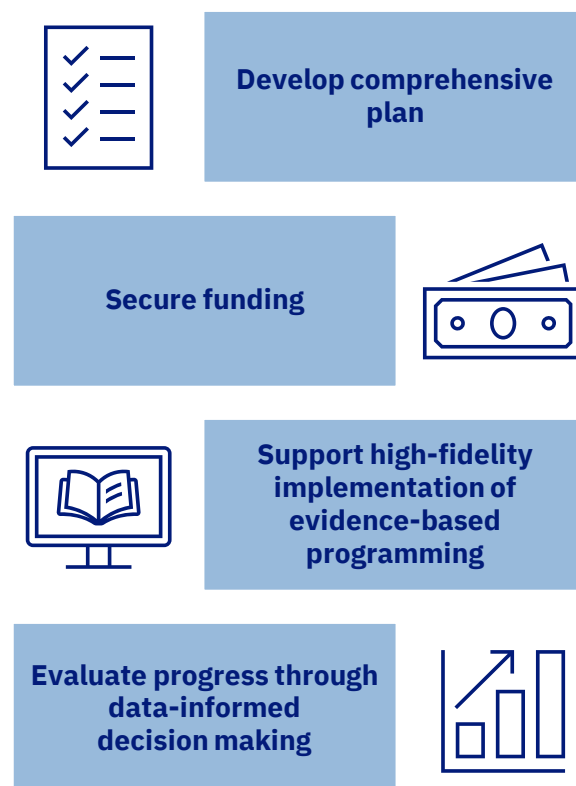 Develop comprehensive
plan
Secure funding
Support high-fidelity
implementation of
evidence-based
programming
Evaluate progress through
data-informed
decision making